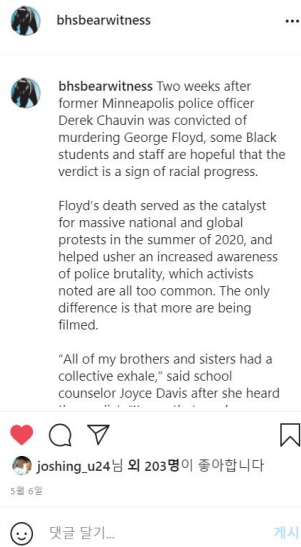 bhsbearwitness
bhsbearwitness Two weeks after
former Minneapolis police officer
Derek Chauvin was convicted of
murdering George Floyd, some Black
students and staff are hopeful that the
verdict is a sign of racial progress.
Floyd's death served as the catalyst
for massive national and global
protests in the summer of 2020, and
helped usher an increased awareness
of police brutality, which activists
noted are all too common. The only
difference is that more are being
filmed.
“All of my brothers and sisters had a
collective exhale,” said school
counselor Joyce Davis after she heard
joshing_u24님 외 203명이 좋아합니다
5월 6일
댓글 달기...
게시